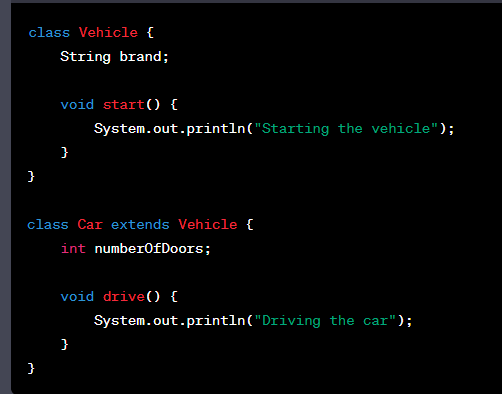 class Vehicle {
    String brand;
    void start() {
        System.out.println("Starting the vehicle");
    }
}
class Car extends Vehicle {
    int numberOfDoors;
    void drive() {
        System.out.println("Driving the car");
    }
}